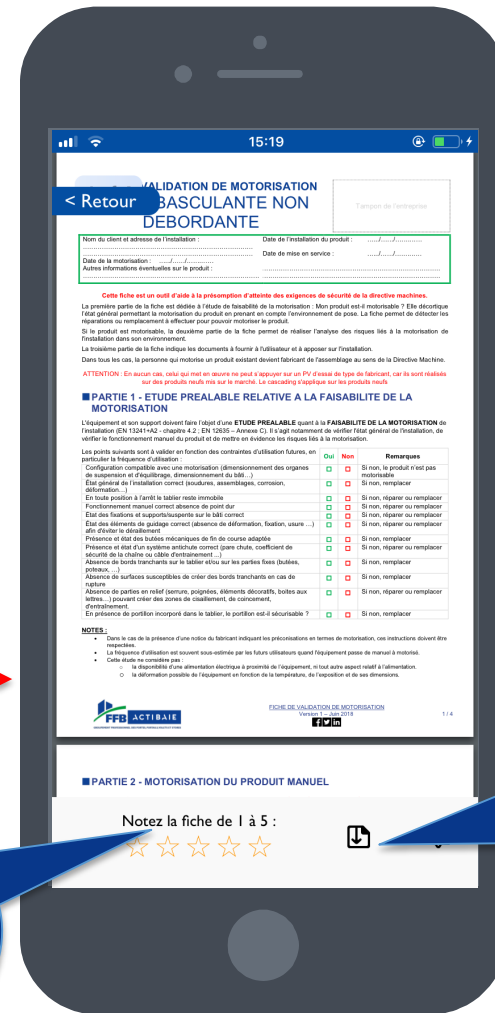 15:19
< Retour
VALIDATION DE MOTORISATION
BASCULANTE NON
DEBORDANTE
Tampon de l'entreprise
Nom du client et adresse de l'installation :
Date de l'installation du produit : ....../....../..............
Date de mise en service : ....../....../..............
Date de la motorisation : ....../....../..............
Autres informations éventuelles sur le produit :
Cette fiche est un outil d'aide à la présomption d'atteinte des exigences de sécurité de la directive machines.
La première partie de la fiche est dédiée à l'étude de faisabilité de la motorisation : Mon produit est-il motorisable ? Elle décortique
l'état général permettant la motorisation du produit en prenant en compte l'environnement de pose. La fiche permet de détecter les
réparations ou remplacement à effectuer pour pouvoir motoriser le produit.
Si le produit est motorisable, la deuxième partie de la fiche permet de réaliser l'analyse des risques liés à la motorisation de
l'installation dans son environnement.
La troisième partie de la fiche indique les documents à fournir à l'utilisateur et à apposer sur l'installation.
Dans tous les cas, la personne qui motorise un produit existant devient fabricant de l'assemblage au sens de la Directive Machine.
ATTENTION : En aucun cas, celui qui met en œuvre ne peut s'appuyer sur un PV d'essai de type de fabricant, car ils sont réalisés
sur des produits neufs mis sur le marché. Le cascading s'applique sur les produits neufs
PARTIE 1 - ETUDE PREALABLE RELATIVE A LA FAISABILITE DE LA
MOTORISATION
L'équipement et son support doivent faire l'objet d'une ETUDE PREALABLE quant à la FAISABILITE DE LA MOTORISATION de
l'installation (EN 13241+A2 - chapitre 4.2 ; EN 12635 – Annexe C). Il s'agit notamment de vérifier l'état général de l'installation, de
vérifier le fonctionnement manuel du produit et de mettre en évidence les risques liés à la motorisation.
Les points suivants sont à valider en fonction des contraintes d'utilisation futures, en
particulier la fréquence d'utilisation :
Oui Non Remarques
Configuration compatible avec une motorisation (dimensionnement des organes
de suspension et d'équilibrage, dimensionnement du bâti…)
Si non, le produit n'est pas
motorisable
État général de l'installation correct (soudures, assemblages, corrosion,
déformation…)
Si non, remplacer
En toute position à l'arrêt le tablier reste immobile
Si non, réparer ou remplacer
Fonctionnement manuel correct absence de point dur
Si non, réparer ou remplacer
Etat des fixations et supports/suspente sur le bâti correct
Si non, réparer ou remplacer
État des éléments de guidage correct (absence de déformation, fixation, usure …)
afin d'éviter le déraillement
Si non, réparer ou remplacer
Présence et état des butées mécaniques de fin de course adaptée
Si non, remplacer
Présence et état d'un système antichute correct (pare chute, coefficient de
sécurité de la chaîne ou câble d'entrainement ...)
Si non, réparer ou remplacer
Absence de bords tranchants sur le tablier et/ou sur les parties fixes (butées,
poteaux, …)
Si non, réparer ou remplacer
Absence de surfaces susceptibles de créer des bords tranchants en cas de
rupture
Si non, remplacer
Absence de parties en relief (serrure, poignées, éléments décoratifs, boites aux
lettres…) pouvant créer des zones de cisaillement, de coincement,
d'entraînement.
Si non, réparer ou remplacer
En présence de portillon incorporé dans le tablier, le portillon est-il sécurisable ?
Si non, remplacer
NOTES :
• Dans le cas de la présence d'une notice du fabricant indiquant les préconisations en termes de motorisation, ces instructions doivent être
respectées.
• La fréquence d'utilisation est souvent sous-estimée par les futurs utilisateurs quand l'équipement passe de manuel à motorisé.
• Cette étude ne considère pas :
o la disponibilité d'une alimentation électrique à proximité de l'équipement, ni tout autre aspect relatif à l'alimentation.
o la déformation possible de l'équipement en fonction de la température, de l'exposition et de ses dimensions.
FFB ACTIBAIE
FICHE DE VALIDATION DE MOTORISATION
Version 1 – Juin 2018
1 / 4
PARTIE 2 - MOTORISATION DU PRODUIT MANUEL
Notez la fiche de 1 à 5 :